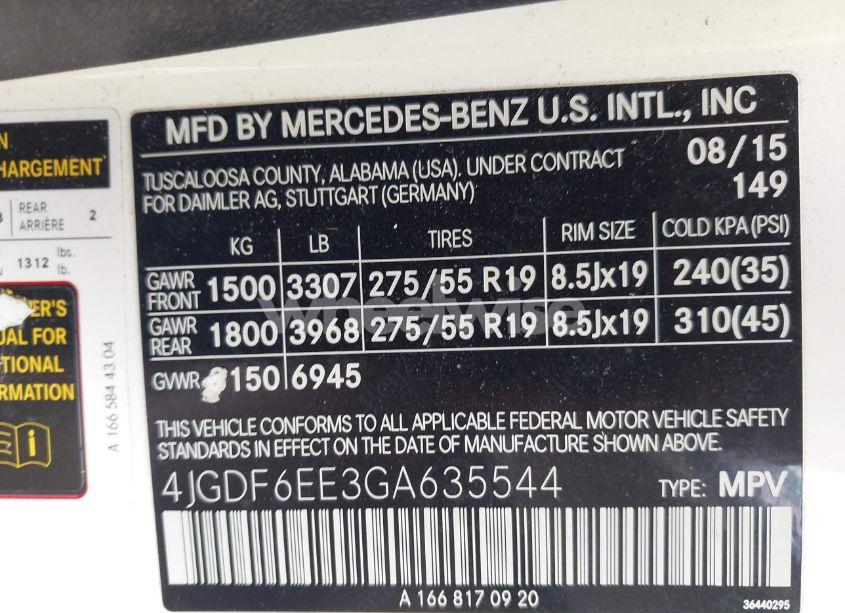 N
HARGEMENT
REAR
ARRIÈRE 2
1312 lbs.
lb.
ER'S
UAL FOR
TIONAL
RMATION
A 166 584 43 04
MFD BY MERCEDES-BENZ U.S. INTL., INC
TUSCALOOSA COUNTY, ALABAMA (USA). UNDER CONTRACT 08/15
FOR DAIMLER AG, STUTTGART (GERMANY) 149
KG LB TIRES RIM SIZE COLD KPA (PSI)
GAWR FRONT 1500 3307 275/55 R19 8.5Jx19 240(35)
GAWR REAR 1800 3968 275/55 R19 8.5Jx19 310(45)
GVWR 150 6945
THIS VEHICLE CONFORMS TO ALL APPLICABLE FEDERAL MOTOR VEHICLE SAFETY
STANDARDS IN EFFECT ON THE DATE OF MANUFACTURE SHOWN ABOVE.
4JGDF6EE3GA635544 TYPE: MPV
A 166 817 09 20
36440295